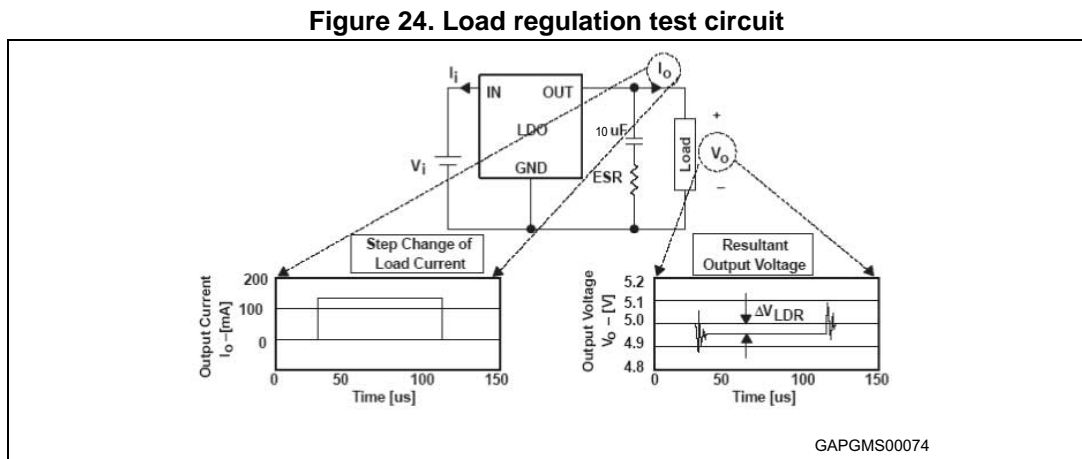 Figure 24. Load regulation test circuit
Ii
IN
OUT
Io
LDO
GND
Vi
10 uF
ESR
Load
+
Vo
–
Step Change of
Load Current
Resultant
Output Voltage
Output Current
IO –[mA]
200
100
0
0
50
100
150
Time [us]
Output Voltage
VO – [V]
5.2
5.1
5.0
4.9
4.8
ΔVLDR
0
50
100
150
Time [us]
GAPGMS00074